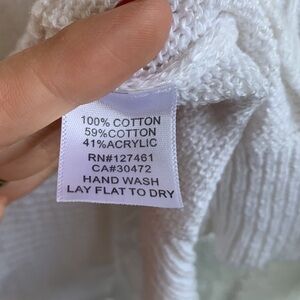 100% COTTON
59%COTTON
41%ACRYLIC
RN#127461
CA#30472
HAND WASH
LAY FLAT TO DRY